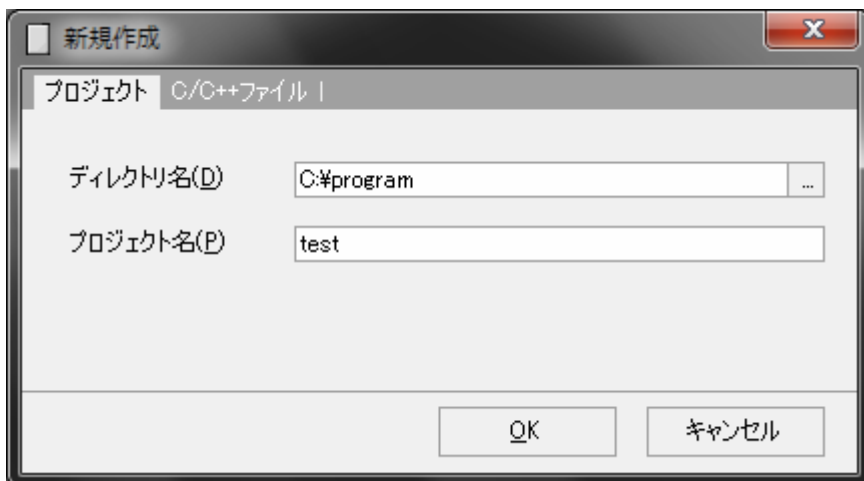 新規作成
プロジェクト C/C++ファイル |
ディレクトリ名(D) C:¥program ...
プロジェクト名(P) test
OK キャンセル